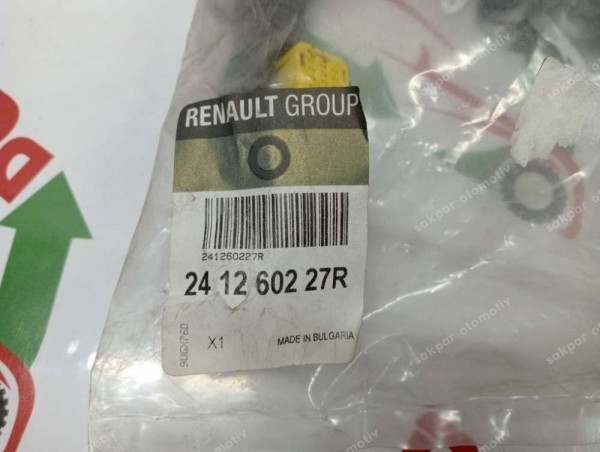 RENAULT GROUP
241260227R
24 12 602 27R
X1
MADE IN BULGARIA
sakpar otomotiv
sakpar otomotiv
sakpar otomotiv